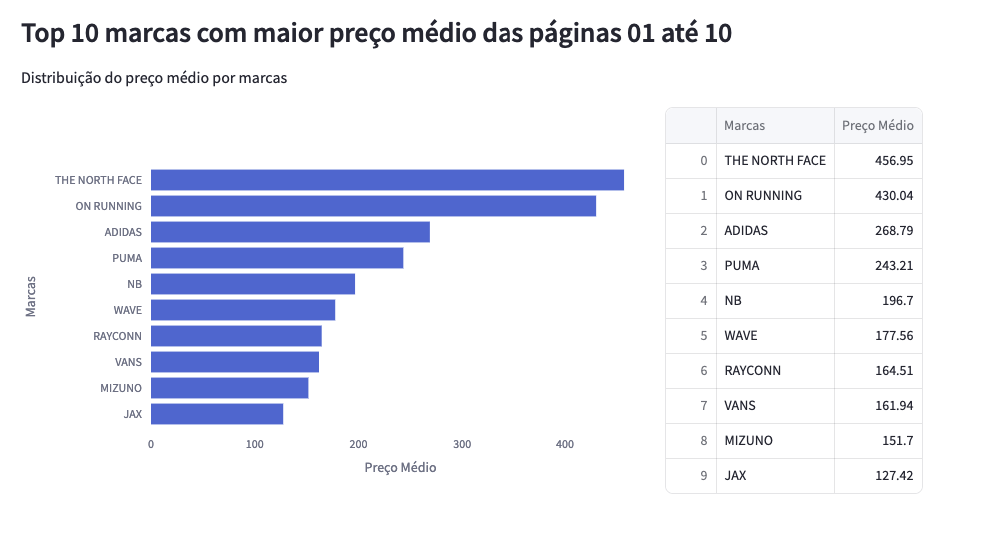 Top 10 marcas com maior preço médio das páginas 01 até 10
Distribuição do preço médio por marcas
Marcas
THE NORTH FACE
ON RUNNING
ADIDAS
PUMA
NB
WAVE
RAYCONN
VANS
MIZUNO
JAX
0 100 200 300 400
Preço Médio
Marcas Preço Médio
0 THE NORTH FACE 456.95
1 ON RUNNING 430.04
2 ADIDAS 268.79
3 PUMA 243.21
4 NB 196.7
5 WAVE 177.56
6 RAYCONN 164.51
7 VANS 161.94
8 MIZUNO 151.7
9 JAX 127.42